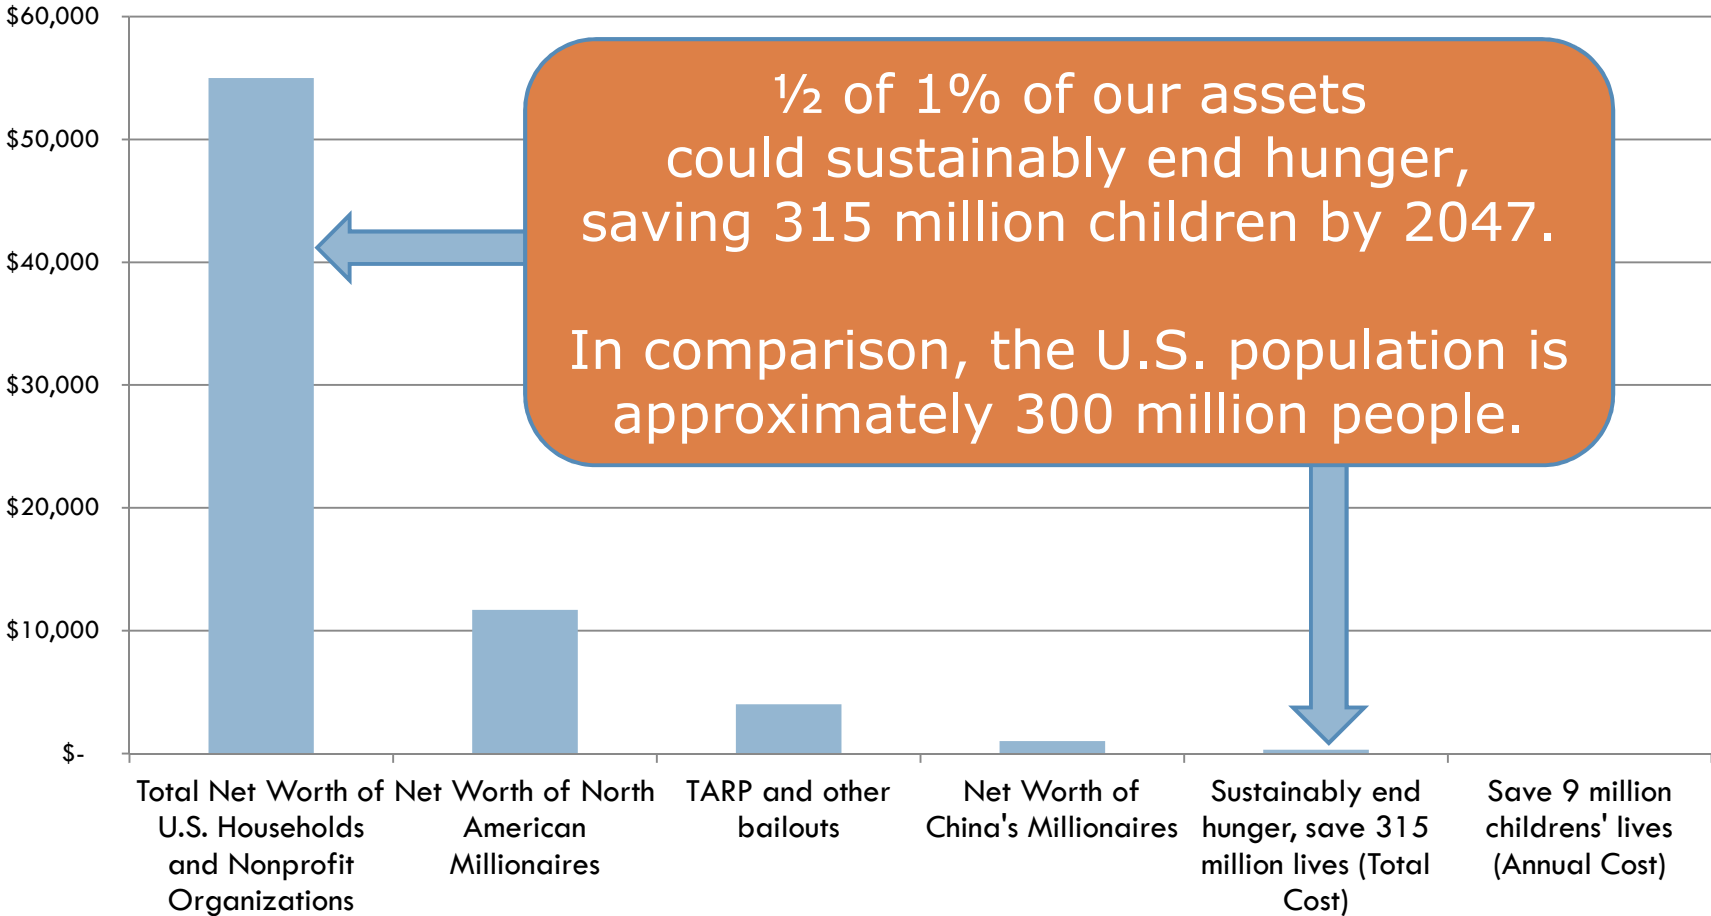 $60,000
$50,000
$40,000
$30,000
$20,000
$10,000
$-
½ of 1% of our assets
could sustainably end hunger,
saving 315 million children by 2047.
In comparison, the U.S. population is
approximately 300 million people.
Total Net Worth of
U.S. Households
and Nonprofit
Organizations
Net Worth of North
American
Millionaires
TARP and other
bailouts
Net Worth of
China's Millionaires
Sustainably end
hunger, save 315
million lives (Total
Cost)
Save 9 million
childrens' lives
(Annual Cost)